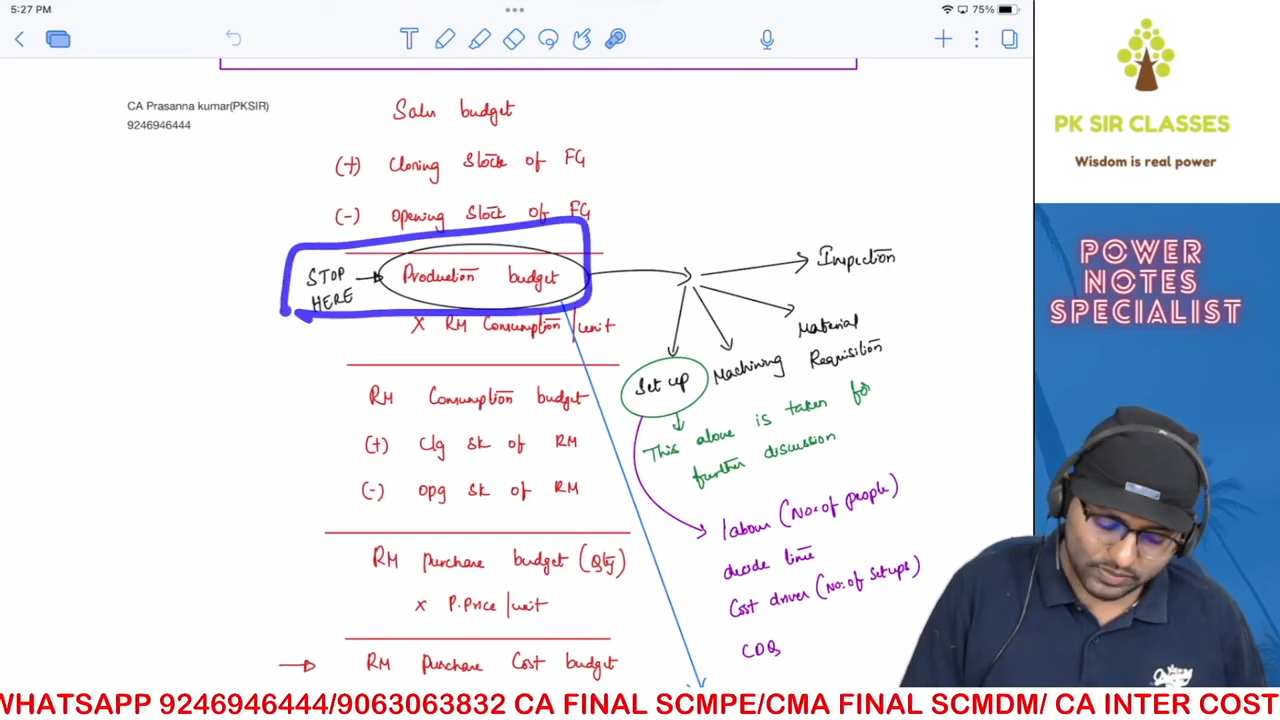 5:27 PM
75%
CA Prasanna kumar(PKSIR)
9246946444
Sales budget
(+) Closing Stock of FG
(-) Opening Stock of FG
STOP HERE → Production budget
X RM Consumption/unit
RM Consumption budget
(+) Clg sk of RM
(-) Opg sk of RM
RM purchase budget (Qty)
x P.Price/unit
→ RM Purchase Cost budget
Inspection
Material
Requisition
Machining
Set up
This alone is taken for
further discussion
labour (No. of people)
decide time
Cost driver (No. of setups)
CDQ
PK SIR CLASSES
Wisdom is real power
POWER
NOTES
SPECIALIST
WHATSAPP 9246946444/9063063832 CA FINAL SCMPE/CMA FINAL SCMDM/ CA INTER COST